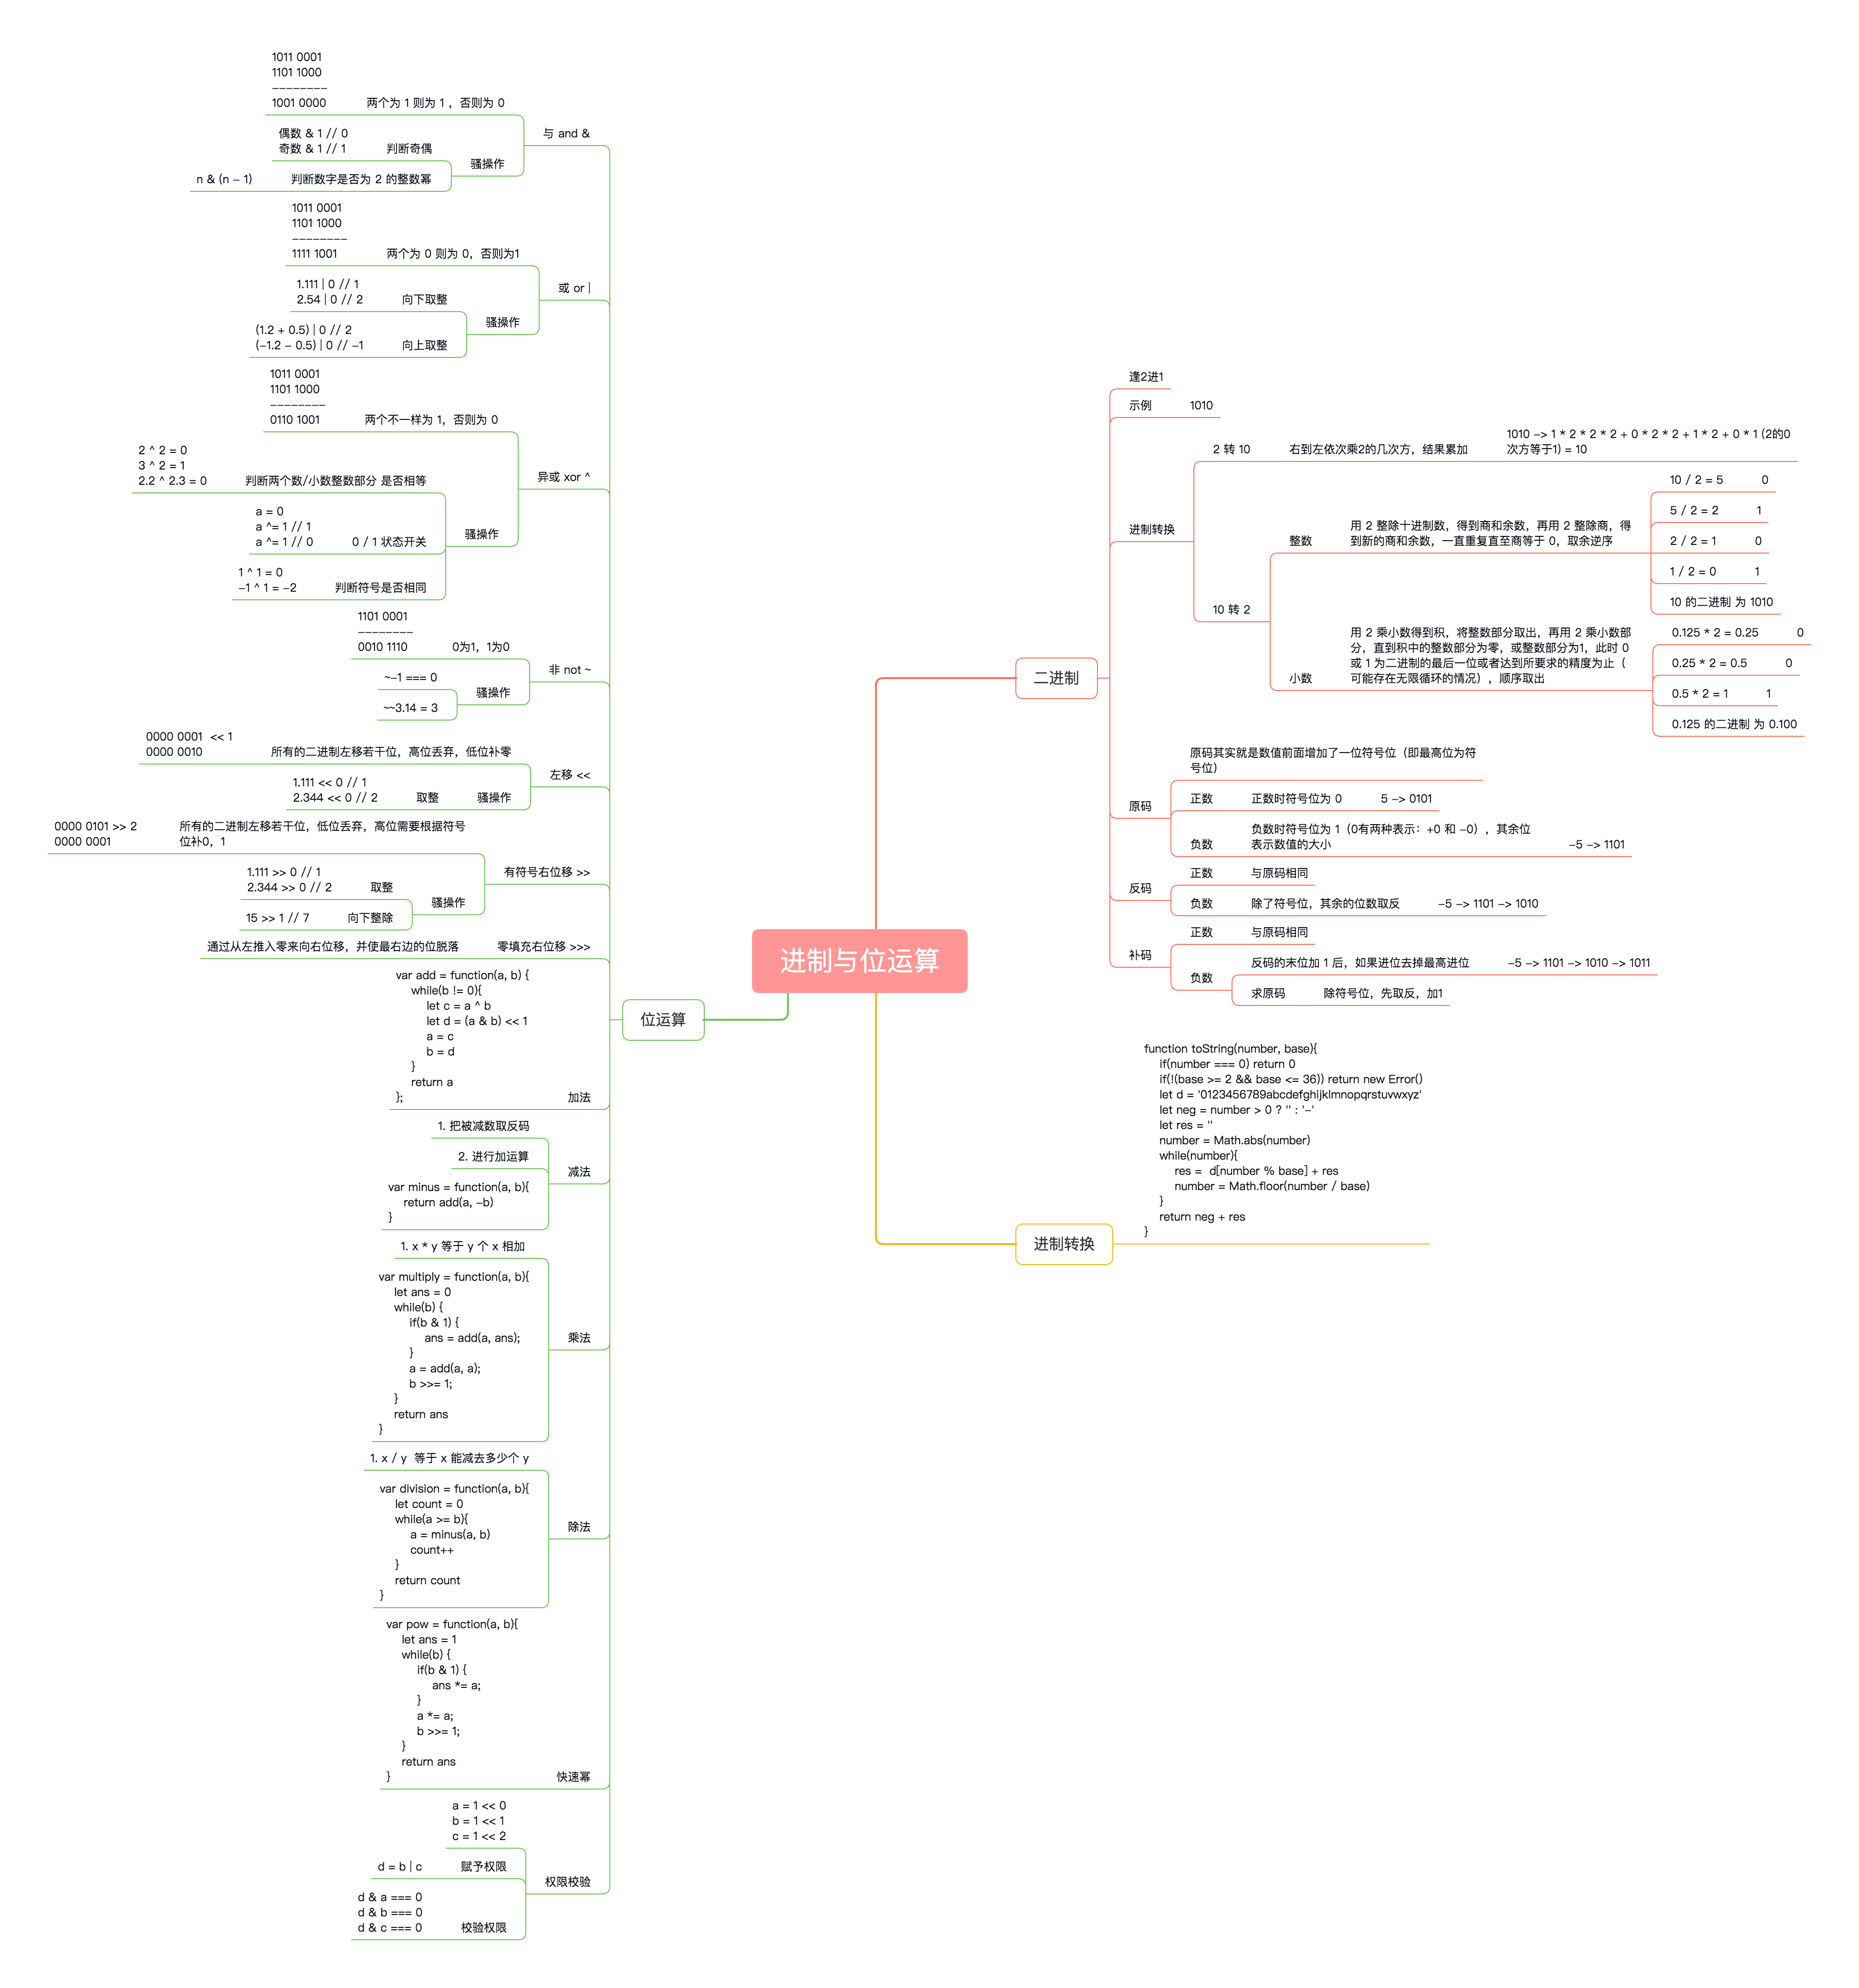 进制与位运算
二进制
逢2进1
示例
1010
进制转换
2 转 10
右到左依次乘2的几次方，结果累加
1010 -> 1 * 2 * 2 * 2 + 0 * 2 * 2 + 1 * 2 + 0 * 1 (2的0
次方等于1) = 10
10 转 2
整数
用 2 整除十进制数，得到商和余数，再用 2 整除商，得
到新的商和余数，一直重复直至商等于 0，取余逆序
10 / 2 = 5
0
5 / 2 = 2
1
2 / 2 = 1
0
1 / 2 = 0
1
10 的二进制 为 1010
小数
用 2 乘小数得到积，将整数部分取出，再用 2 乘小数部
分，直到积中的整数部分为零，或整数部分为1，此时 0
或 1 为二进制的最后一位或者达到所要求的精度为止（
可能存在无限循环的情况），顺序取出
0.125 * 2 = 0.25
0
0.25 * 2 = 0.5
0
0.5 * 2 = 1
1
0.125 的二进制 为 0.100
原码
原码其实就是数值前面增加了一位符号位（即最高位为符
号位）
正数
正数时符号位为 0
5 -> 0101
负数
负数时符号位为 1（0有两种表示：+0 和 -0），其余位
表示数值的大小
-5 -> 1101
反码
正数
与原码相同
负数
除了符号位，其余的位数取反
-5 -> 1101 -> 1010
补码
正数
与原码相同
负数
反码的末位加 1 后，如果进位去掉最高进位
-5 -> 1101 -> 1010 -> 1011
求原码
除符号位，先取反，加1
进制转换
function toString(number, base){
if(number === 0) return 0
if(!(base >= 2 && base <= 36)) return new Error()
let d = '0123456789abcdefghijklmnopqrstuvwxyz'
let neg = number > 0 ? '' : '-'
let res = ''
number = Math.abs(number)
while(number){
res =  d[number % base] + res
number = Math.floor(number / base)
}
return neg + res
}
位运算
与 and &
两个为 1 则为 1 ，否则为 0
1011 0001
1101 1000
--------
1001 0000
骚操作
判断奇偶
偶数 & 1 // 0
奇数 & 1 // 1
判断数字是否为 2 的整数幂
n & (n - 1)
或 or |
两个为 0 则为 0，否则为1
1011 0001
1101 1000
--------
1111 1001
骚操作
向下取整
1.111 | 0 // 1
2.54 | 0 // 2
向上取整
(1.2 + 0.5) | 0 // 2
(-1.2 - 0.5) | 0 // -1
异或 xor ^
两个不一样为 1，否则为 0
1011 0001
1101 1000
--------
0110 1001
骚操作
判断两个数/小数整数部分 是否相等
2 ^ 2 = 0
3 ^ 2 = 1
2.2 ^ 2.3 = 0
0 / 1 状态开关
a = 0
a ^= 1 // 1
a ^= 1 // 0
判断符号是否相同
1 ^ 1 = 0
-1 ^ 1 = -2
非 not ~
0为1，1为0
1101 0001
--------
0010 1110
骚操作
~-1 === 0
~~3.14 = 3
左移 <<
所有的二进制左移若干位，高位丢弃，低位补零
0000 0001  << 1
0000 0010
骚操作
取整
1.111 << 0 // 1
2.344 << 0 // 2
有符号右位移 >>
所有的二进制左移若干位，低位丢弃，高位需要根据符号
位补0，1
0000 0101 >> 2
0000 0001
骚操作
取整
1.111 >> 0 // 1
2.344 >> 0 // 2
向下整除
15 >> 1 // 7
零填充右位移 >>>
通过从左推入零来向右位移，并使最右边的位脱落
加法
var add = function(a, b) {
while(b != 0){
let c = a ^ b
let d = (a & b) << 1
a = c
b = d
}
return a
};
减法
1. 把被减数取反码
2. 进行加运算
var minus = function(a, b){
return add(a, -b)
}
乘法
1. x * y 等于 y 个 x 相加
var multiply = function(a, b){
let ans = 0
while(b) {
if(b & 1) {
ans = add(a, ans);
}
a = add(a, a);
b >>= 1;
}
return ans
}
除法
1. x / y  等于 x 能减去多少个 y
var division = function(a, b){
let count = 0
while(a >= b){
a = minus(a, b)
count++
}
return count
}
快速幂
var pow = function(a, b){
let ans = 1
while(b) {
if(b & 1) {
ans *= a;
}
a *= a;
b >>= 1;
}
return ans
}
权限校验
a = 1 << 0
b = 1 << 1
c = 1 << 2
赋予权限
d = b | c
校验权限
d & a === 0
d & b === 0
d & c === 0